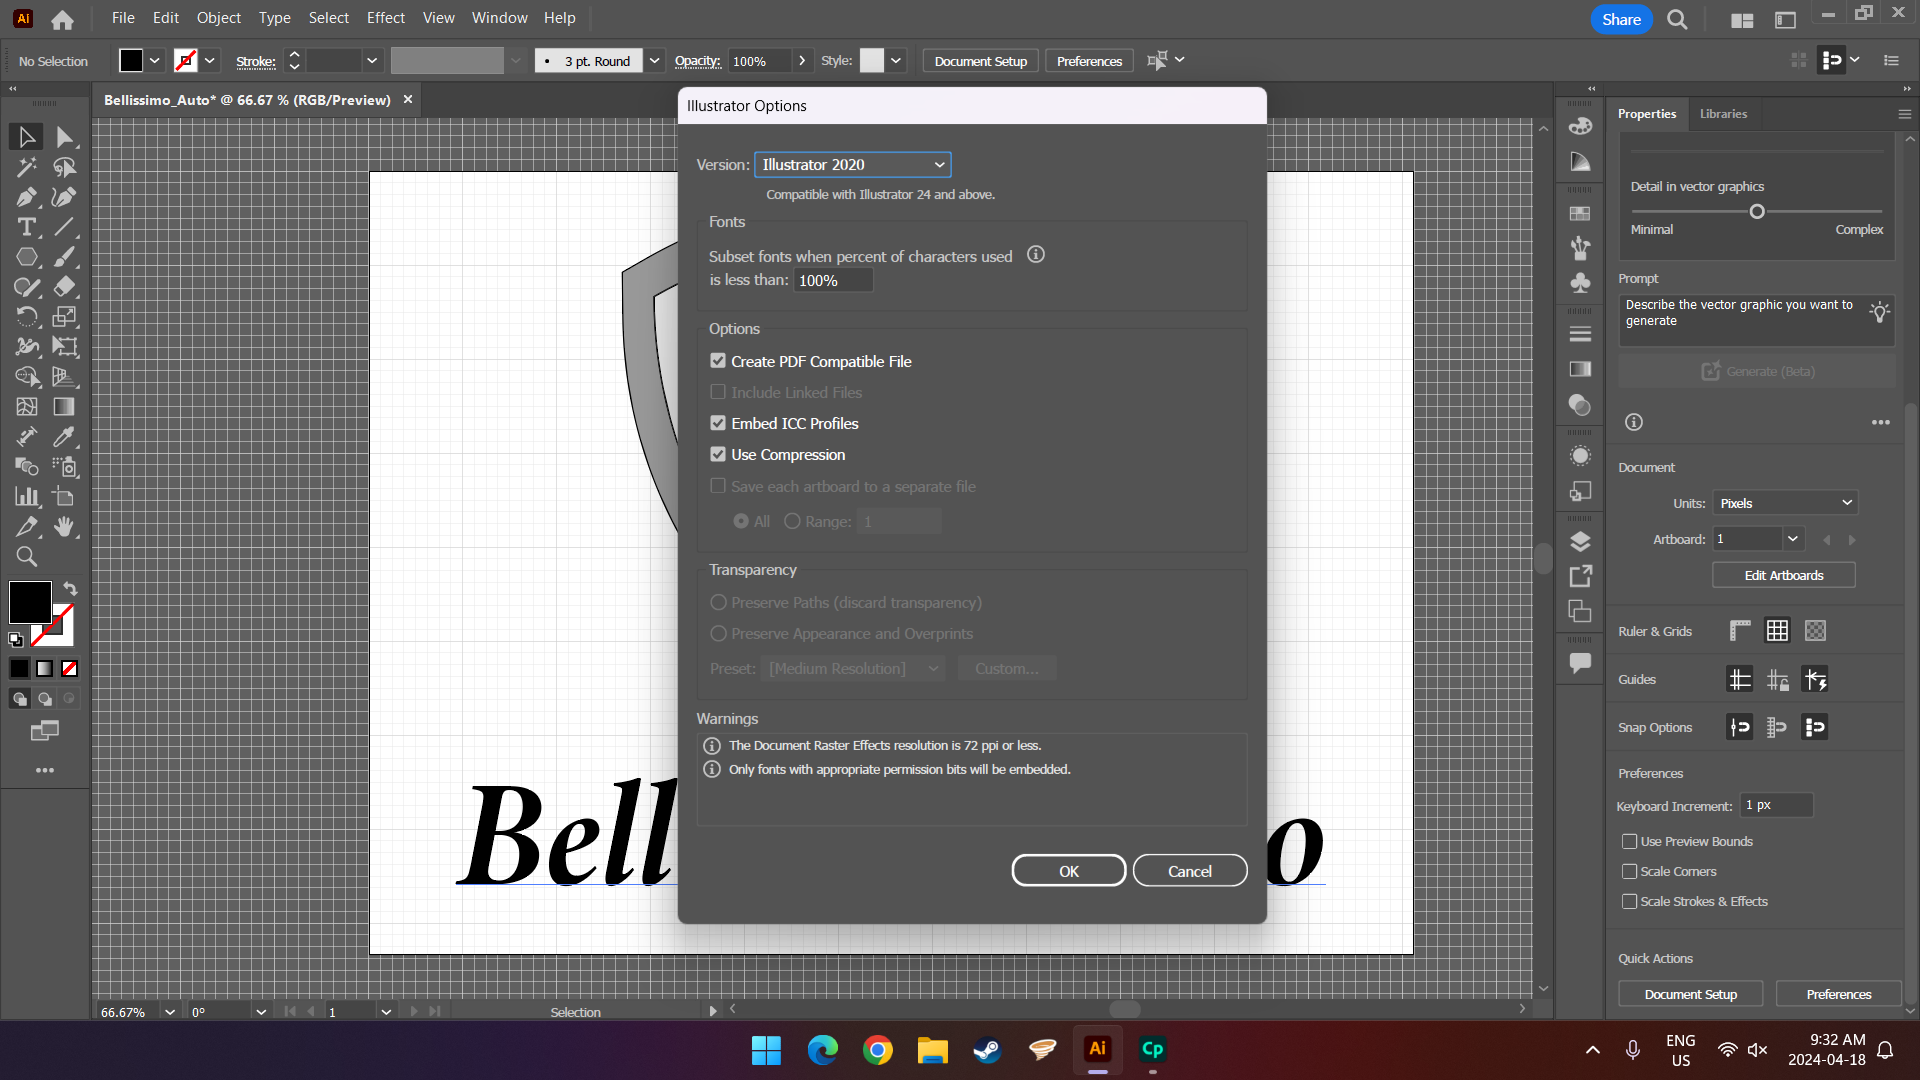 Ai File Edit Object Type Select Effect View Window Help Share
No Selection Stroke: 3 pt. Round Opacity: 100% Style: Document Setup Preferences
Bellissimo_Auto* @ 66.67 % (RGB/Preview)
Illustrator Options
Version: Illustrator 2020
Compatible with Illustrator 24 and above.
Fonts
Subset fonts when percent of characters used
is less than: 100%
Options
Create PDF Compatible File
Include Linked Files
Embed ICC Profiles
Use Compression
Save each artboard to a separate file
All Range: 1
Transparency
Preserve Paths (discard transparency)
Preserve Appearance and Overprints
Preset: [Medium Resolution] Custom...
Warnings
The Document Raster Effects resolution is 72 ppi or less.
Only fonts with appropriate permission bits will be embedded.
OK Cancel
Bell o
Properties Libraries
Detail in vector graphics
Minimal Complex
Prompt
Describe the vector graphic you want to
generate
Generate (Beta)
Document
Units: Pixels
Artboard: 1
Edit Artboards
Ruler & Grids
Guides
Snap Options
Preferences
Keyboard Increment: 1 px
Use Preview Bounds
Scale Corners
Scale Strokes & Effects
Quick Actions
Document Setup Preferences
66.67% 0° 1 Selection
Ai Cp
ENG
US
9:32 AM
2024-04-18